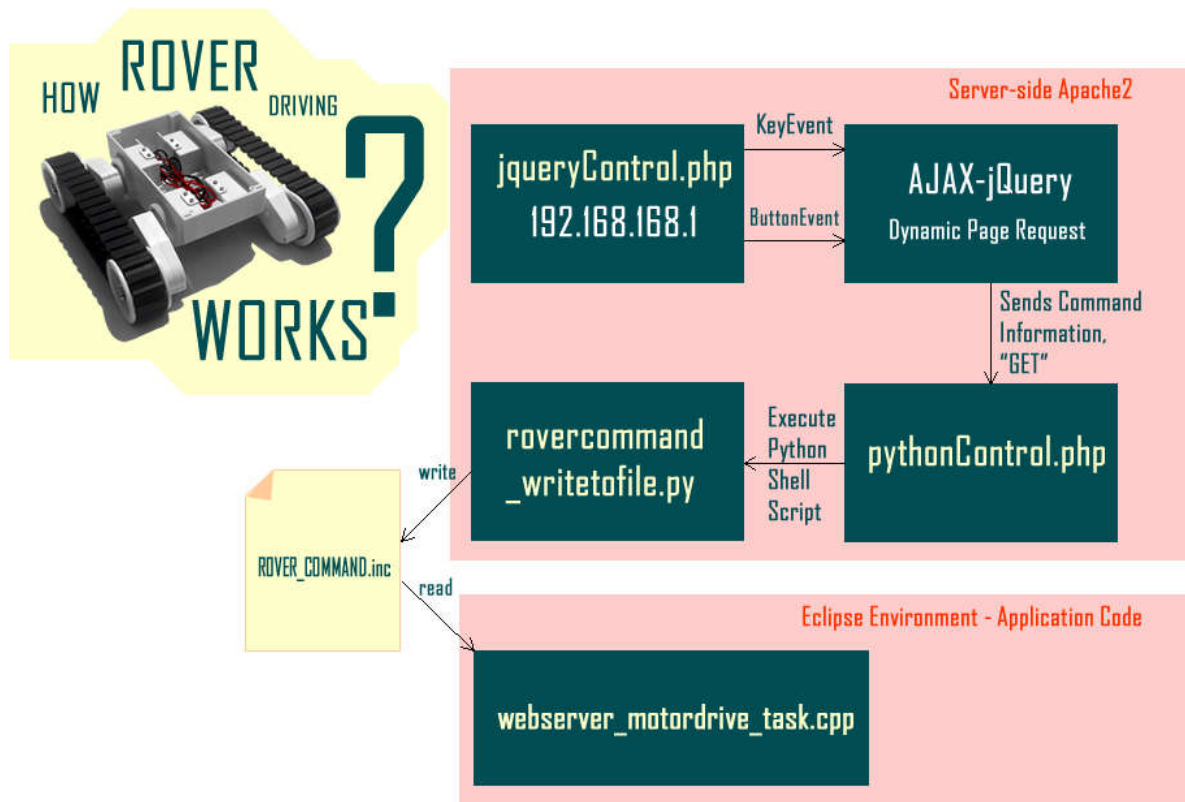 HOW ROVER DRIVING
WORKS?
Server-side Apache2
jqueryControl.php
192.168.168.1
KeyEvent
ButtonEvent
AJAX-jQuery
Dynamic Page Request
Sends Command
Information,
“GET”
pythonControl.php
Execute
Python
Shell
Script
rovercommand
_writetofile.py
write
ROVER_COMMAND.inc
read
Eclipse Environment - Application Code
webserver_motordrive_task.cpp